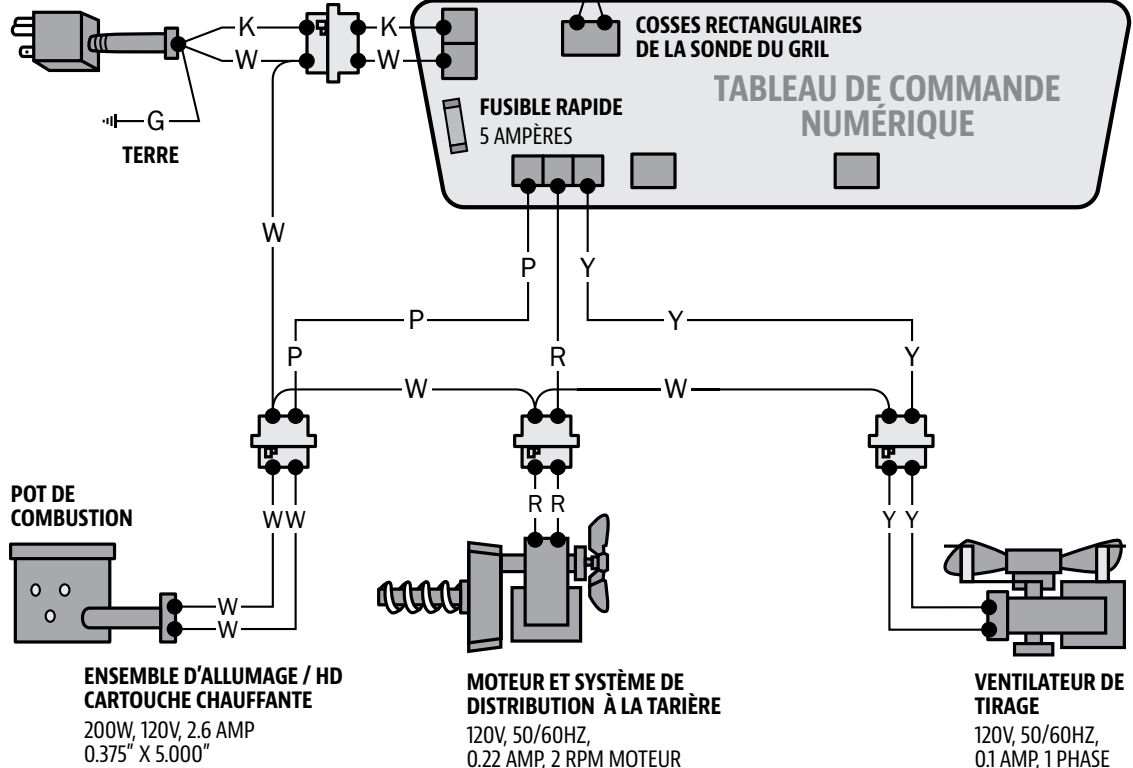 K
K
W
W
G
TERRE
COSSES RECTANGULAIRES
DE LA SONDE DU GRIL
TABLEAU DE COMMANDE
NUMÉRIQUE
FUSIBLE RAPIDE
5 AMPÈRES
W
P
Y
P
Y
P
R
Y
W
W
POT DE
COMBUSTION
W W
R R
Y Y
W
W
ENSEMBLE D'ALLUMAGE / HD
CARTOUCHE CHAUFFANTE
200W, 120V, 2.6 AMP
0.375" X 5.000"
MOTEUR ET SYSTÈME DE
DISTRIBUTION À LA TARIÈRE
120V, 50/60HZ,
0.22 AMP, 2 RPM MOTEUR
VENTILATEUR DE
TIRAGE
120V, 50/60HZ,
0.1 AMP, 1 PHASE